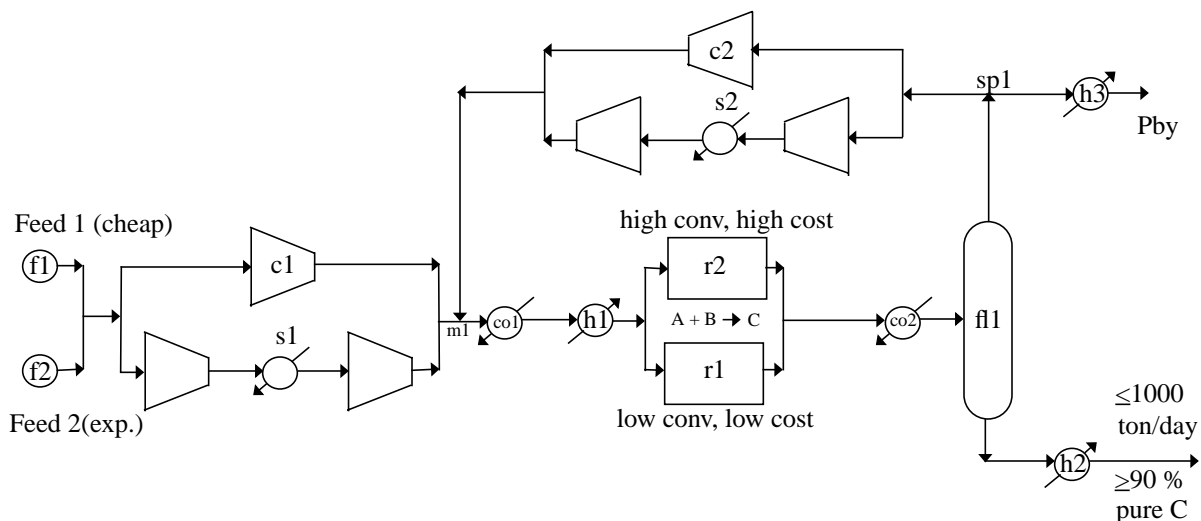 c2
sp1
h3
s2
Pby
Feed 1 (cheap)
f1
c1
high conv, high cost
r2
A + B → C
m1
co1
h1
co2
fl1
s1
f2
r1
Feed 2(exp.)
low conv, low cost
≤1000
ton/day
h2
≥90 %
pure C